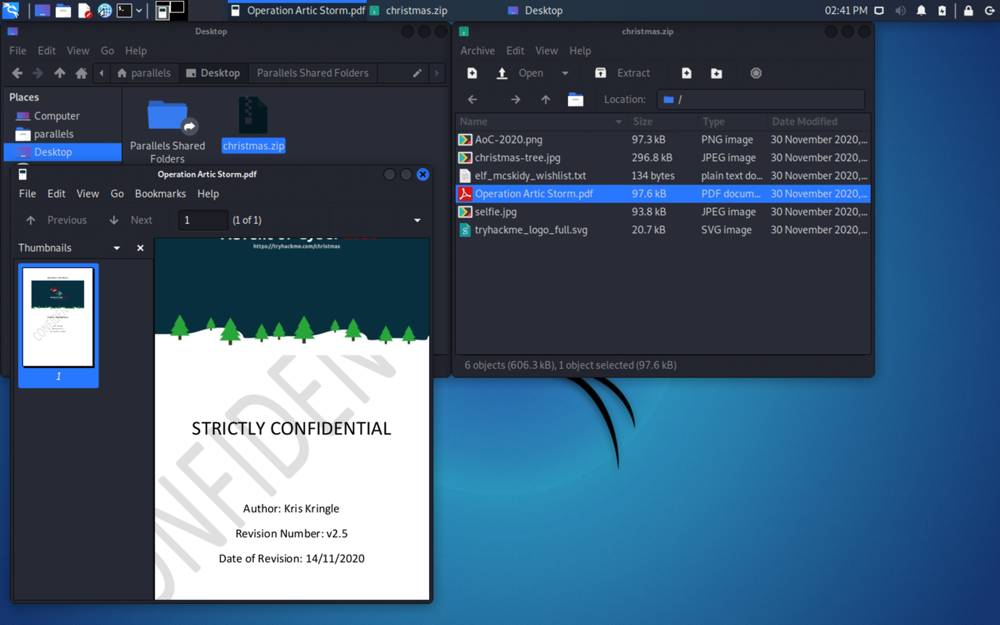 Operation Artic Storm.pdf
christmas.zip
Desktop
02:41 PM
Desktop
File Edit View Go Help
parallels Desktop Parallels Shared Folders
Places
Computer
parallels
Desktop
Parallels Shared
Folders
christmas.zip
christmas.zip
Archive Edit View Help
Open Extract
Location: /
Name Size Type Date Modified
AoC-2020.png 97.3 kB PNG image 30 November 2020,...
christmas-tree.jpg 296.8 kB JPEG image 30 November 2020,...
elf_mcskidy_wishlist.txt 134 bytes plain text do... 30 November 2020,...
Operation Artic Storm.pdf 97.6 kB PDF docum... 30 November 2020,...
selfie.jpg 93.8 kB JPEG image 30 November 2020,...
tryhackme_logo_full.svg 20.7 kB SVG image 30 November 2020,...
6 objects (606.3 kB), 1 object selected (97.6 kB)
Operation Artic Storm.pdf
File Edit View Go Bookmarks Help
Previous Next 1 (1 of 1)
Thumbnails
1
https://tryhackme.com/christmas
STRICTLY CONFIDENTIAL
Author: Kris Kringle
Revision Number: v2.5
Date of Revision: 14/11/2020